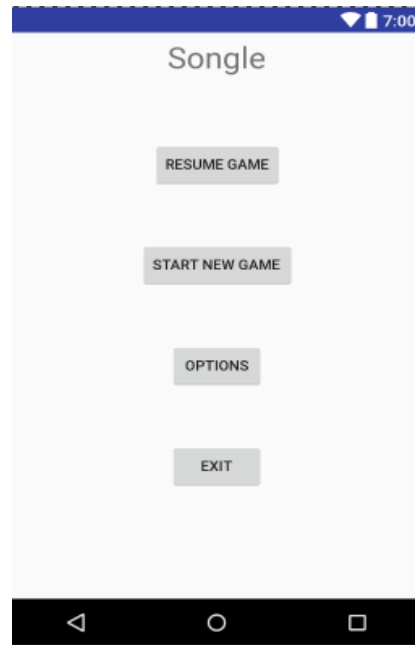 7:00
Songle
RESUME GAME
START NEW GAME
OPTIONS
EXIT